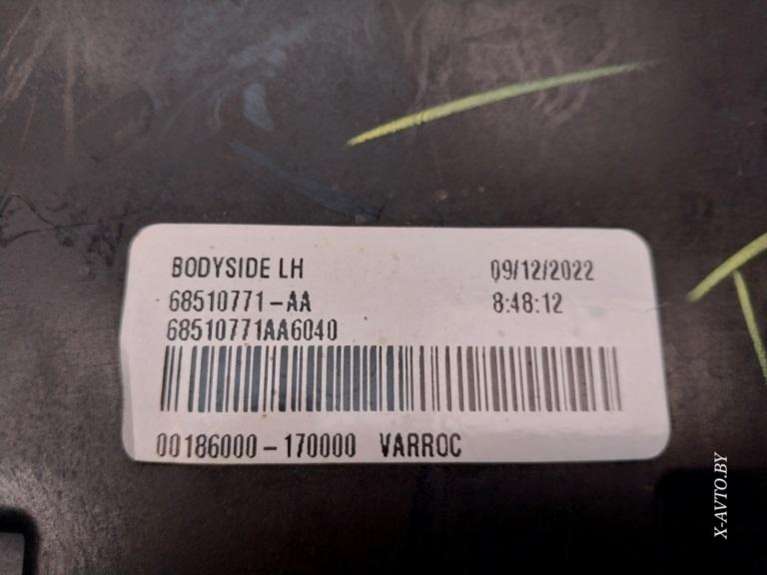 BODYSIDE LH 09/12/2022
68510771-AA 8:48:12
68510771AA6040
00186000-170000 VARROC
X-AVTO.BY